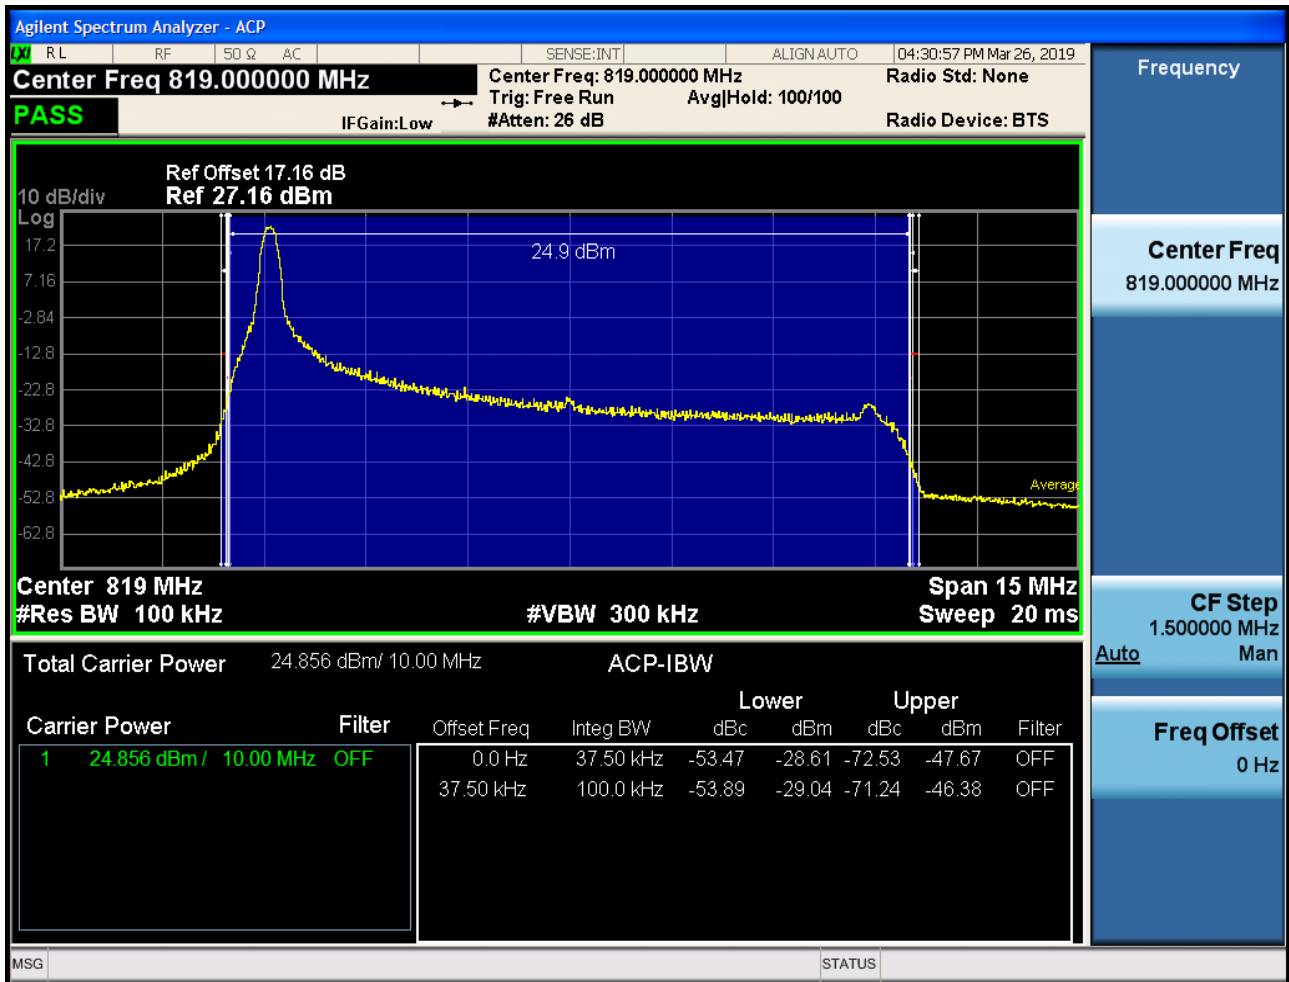 Agilent Spectrum Analyzer - ACP
LXI RL RF 50 Ω AC SENSE:INT ALIGN AUTO 04:30:57 PM Mar 26, 2019
Center Freq 819.000000 MHz
Center Freq: 819.000000 MHz Radio Std: None
Trig: Free Run Avg|Hold: 100/100
PASS
IFGain:Low #Atten: 26 dB Radio Device: BTS
Ref Offset 17.16 dB
10 dB/div Ref 27.16 dBm
Log
17.2
24.9 dBm
7.16
-2.84
-12.8
-22.8
-32.8
-42.8
-52.8
Average
-62.8
Center 819 MHz Span 15 MHz
#Res BW 100 kHz #VBW 300 kHz Sweep 20 ms
Total Carrier Power 24.856 dBm/ 10.00 MHz ACP-IBW
Lower Upper
Carrier Power Filter Offset Freq Integ BW dBc dBm dBc dBm Filter
1 24.856 dBm / 10.00 MHz OFF 0.0 Hz 37.50 kHz -53.47 -28.61 -72.53 -47.67 OFF
37.50 kHz 100.0 kHz -53.89 -29.04 -71.24 -46.38 OFF
Frequency
Center Freq
819.000000 MHz
CF Step
1.500000 MHz
Auto Man
Freq Offset
0 Hz
MSG STATUS